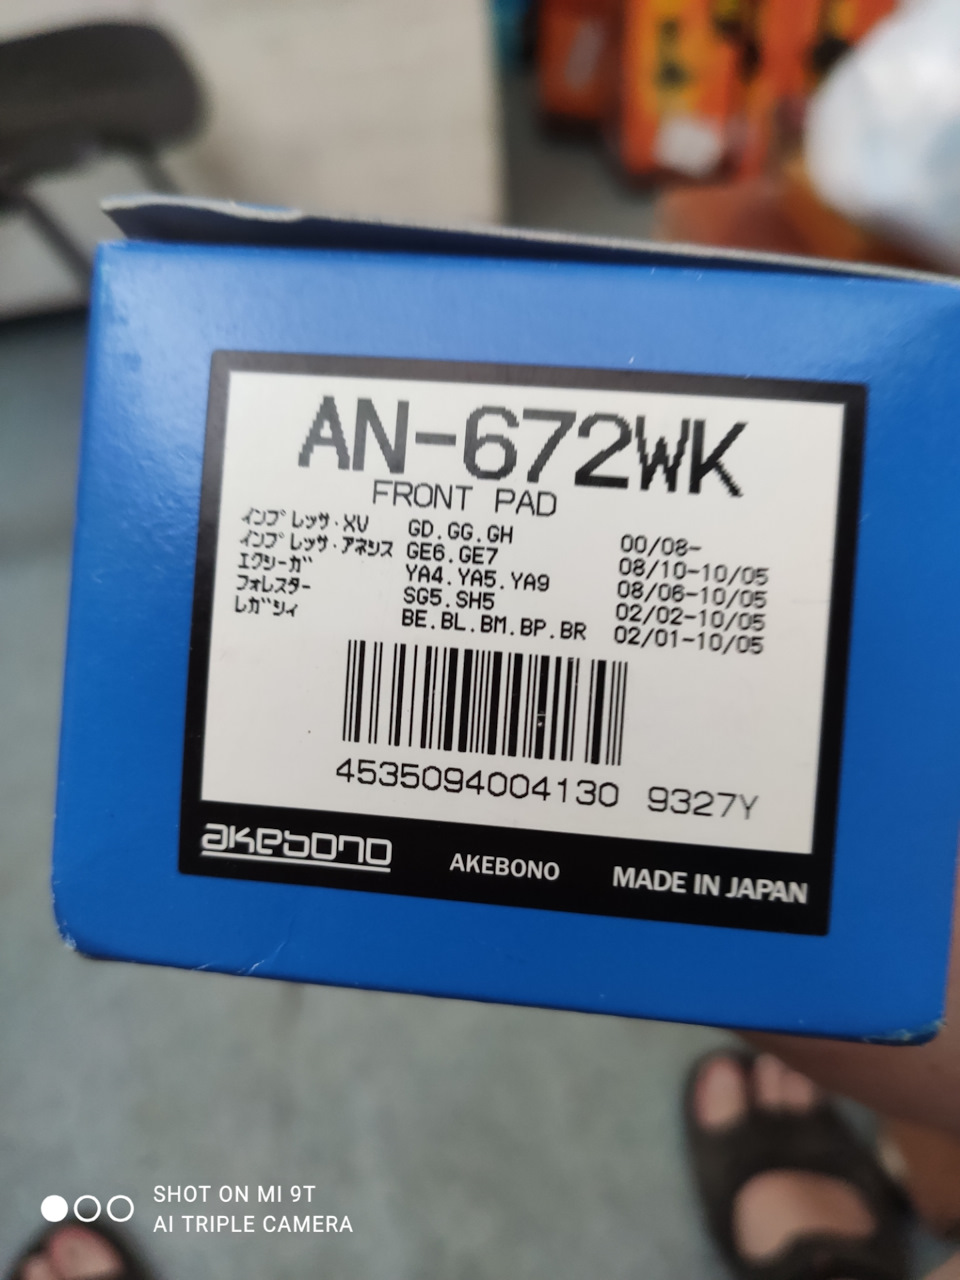 AN-672WK
FRONT PAD
インプレッサ・XV GD.GG.GH 00/08-
インプレッサ・アネシス GE6.GE7 08/10-10/05
エクシーガ YA4.YA5.YA9 08/06-10/05
フォレスター SG5.SH5 02/02-10/05
レガシィ BE.BL.BM.BP.BR 02/01-10/05
4535094004130 9327Y
akebono AKEBONO MADE IN JAPAN
SHOT ON MI 9T
AI TRIPLE CAMERA